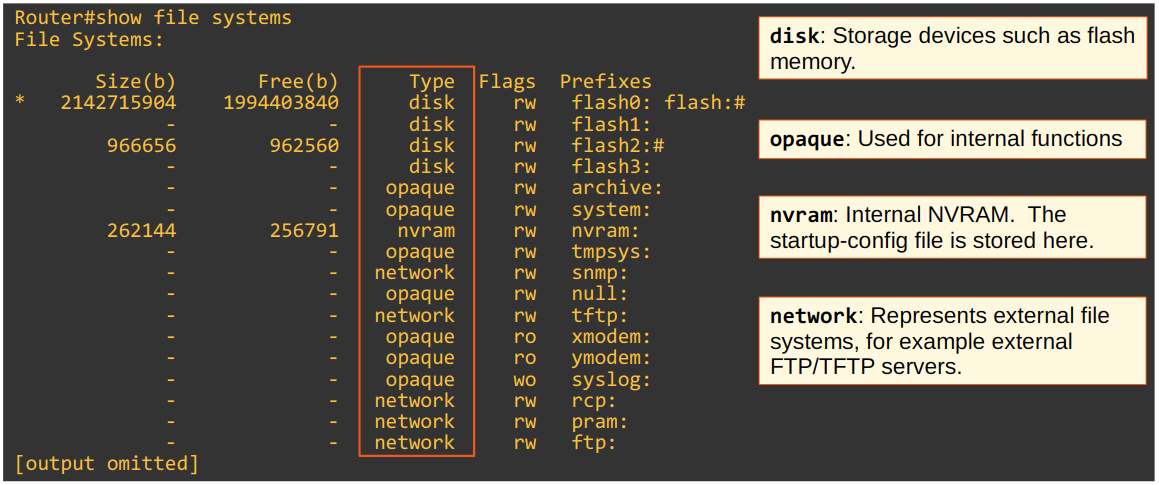 Router#show file systems
File Systems:
Size(b) Free(b) Type Flags Prefixes
* 2142715904 1994403840 disk rw flash0: flash:#
- - disk rw flash1:
966656 962560 disk rw flash2:#
- - disk rw flash3:
- - opaque rw archive:
- - opaque rw system:
262144 256791 nvram rw nvram:
- - opaque rw tmpsys:
- - network rw snmp:
- - opaque rw null:
- - network rw tftp:
- - opaque ro xmodem:
- - opaque ro ymodem:
- - opaque wo syslog:
- - network rw rcp:
- - network rw pram:
- - network rw ftp:
[output omitted]
disk: Storage devices such as flash
memory.
opaque: Used for internal functions
nvram: Internal NVRAM. The
startup-config file is stored here.
network: Represents external file
systems, for example external
FTP/TFTP servers.